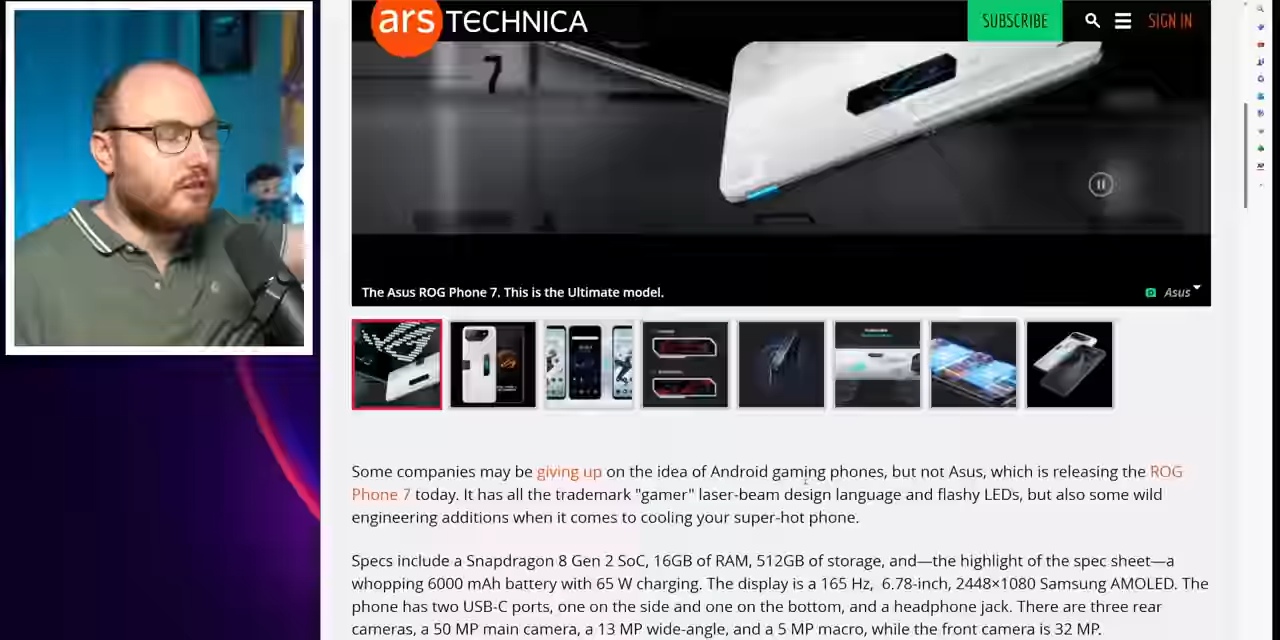 ars TECHNICA
SUBSCRIBE
SIGN IN
7
The Asus ROG Phone 7. This is the Ultimate model.
Asus
Some companies may be giving up on the idea of Android gaming phones, but not Asus, which is releasing the ROG
Phone 7 today. It has all the trademark "gamer" laser-beam design language and flashy LEDs, but also some wild
engineering additions when it comes to cooling your super-hot phone.
Specs include a Snapdragon 8 Gen 2 SoC, 16GB of RAM, 512GB of storage, and—the highlight of the spec sheet—a
whopping 6000 mAh battery with 65 W charging. The display is a 165 Hz, 6.78-inch, 2448×1080 Samsung AMOLED. The
phone has two USB-C ports, one on the side and one on the bottom, and a headphone jack. There are three rear
cameras, a 50 MP main camera, a 13 MP wide-angle, and a 5 MP macro, while the front camera is 32 MP.